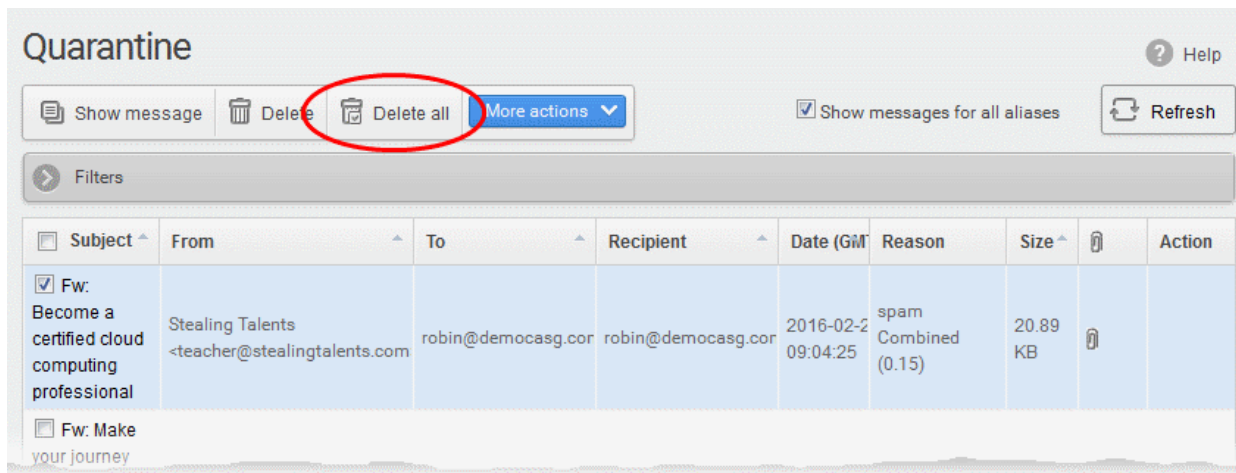 Quarantine
Help
Show message Delete Delete all More actions Show messages for all aliases Refresh
Filters
Subject From To Recipient Date (GMT Reason Size Action
Fw:
Become a
certified cloud
computing
professional
Stealing Talents
<teacher@stealingtalents.com
robin@democasg.cor robin@democasg.cor
2016-02-2
09:04:25
spam
Combined
(0.15)
20.89
KB
Fw: Make
your journey